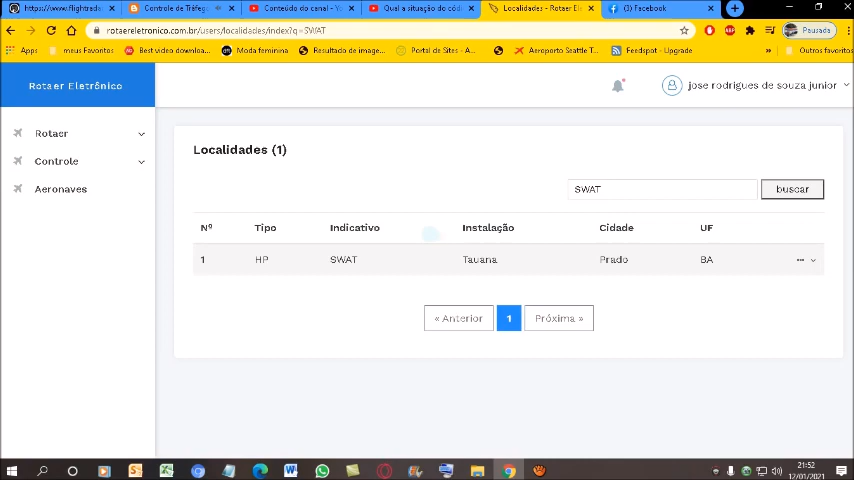 https://www.flightrada
Controle de Tráfego
Conteúdo do canal - Yo
Qual a situação do códi
Localidades - Rotaer Ele
(3) Facebook
rotaereletronico.com.br/users/localidades/index?q=SWAT
Pausada
Apps
meus Favoritos
Best video downloa...
Moda feminina
Resultado de image...
Portal de Sites - A...
Aeroporto Seattle T...
Feedspot - Upgrade
»
Outros favoritos
Rotaer Eletrônico
jose rodrigues de souza junior
Rotaer
Controle
Aeronaves
Localidades (1)
SWAT buscar
Nº Tipo Indicativo Instalação Cidade UF
1 HP SWAT Tauana Prado BA
« Anterior 1 Próxima »
21:52
12/01/2021